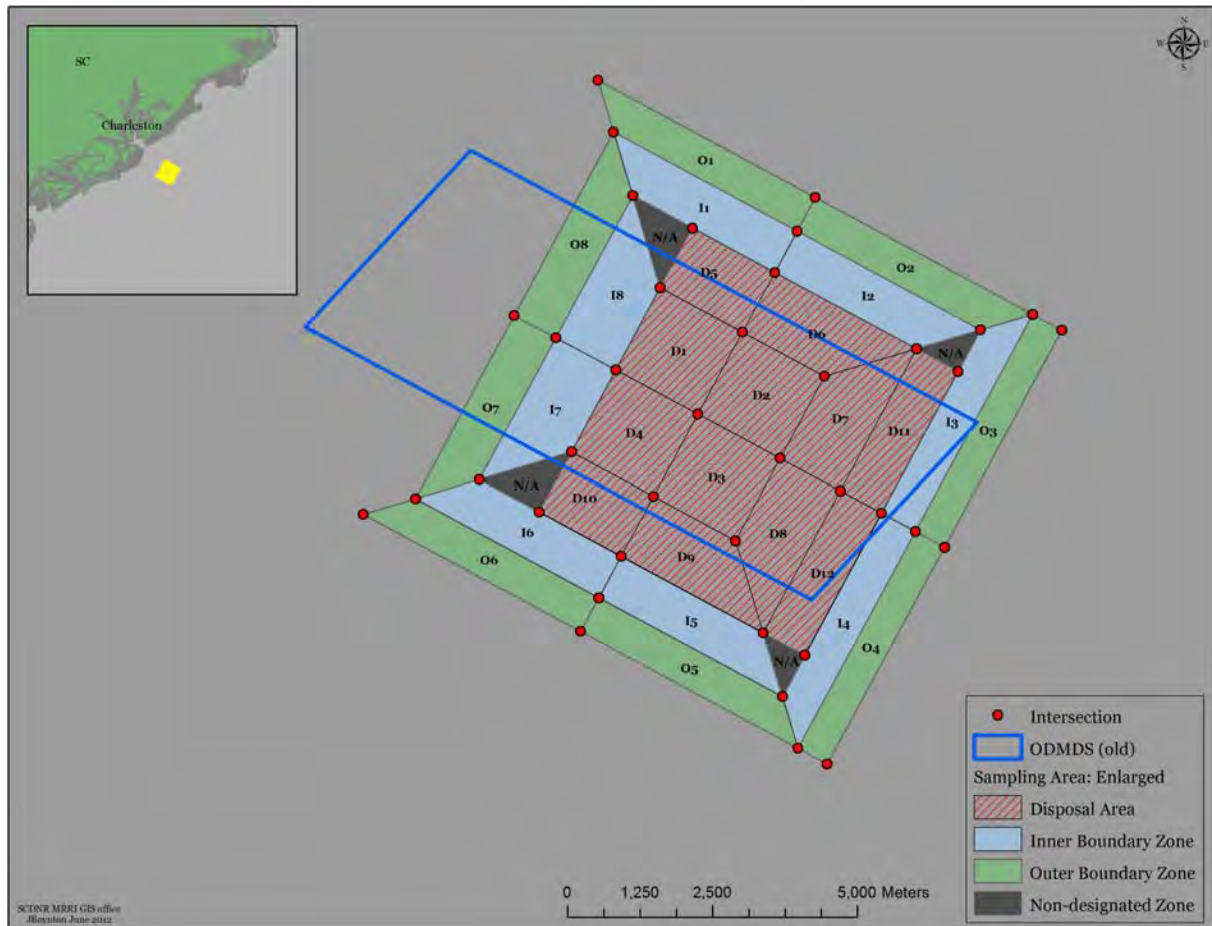 N
W E
S
SC
Charleston
O1
I1
O2
N/A
O8
D5
I2
I8
D6
N/A
D1
D2
I3
O3
D7
D11
O7
I7
D4
D3
N/A
D10
D8
I6
D9
D12
O6
I5
I4
O4
N/A
O5
Intersection
ODMDS (old)
Sampling Area: Enlarged
Disposal Area
Inner Boundary Zone
Outer Boundary Zone
Non-designated Zone
0 1,250 2,500 5,000 Meters
SCDNR MRRI GIS office
JBoynton June 2012